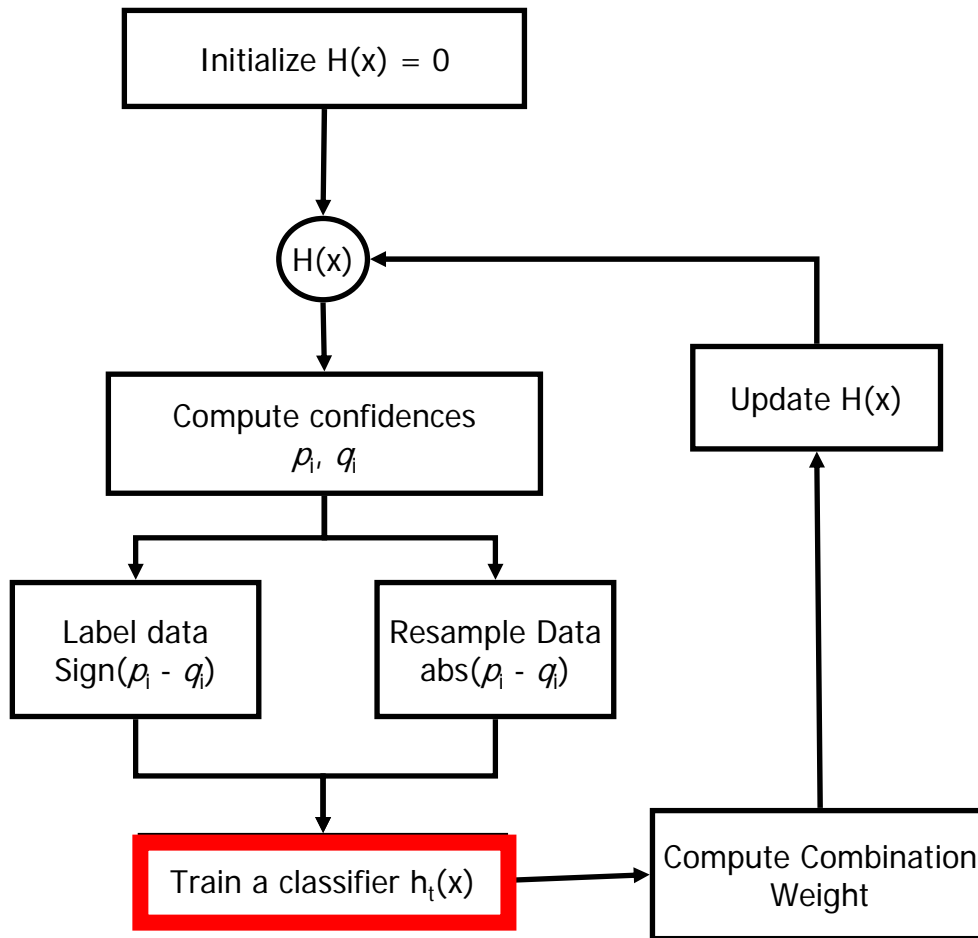 Initialize H(x) = 0
H(x)
Compute confidences
pᵢ, qᵢ
Update H(x)
Label data
Sign(pᵢ - qᵢ)
Resample Data
abs(pᵢ - qᵢ)
Train a classifier hₜ(x)
Compute Combination
Weight